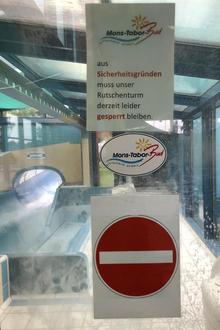 Mons-Tabor-Bad
aus
Sicherheitsgründen
muss unser
Rutschenturm
derzeit leider
gesperrt bleiben.
Mons-Tabor-Bad